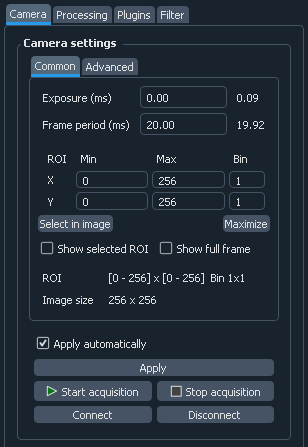 Camera Processing Plugins Filter
Camera settings
Common Advanced
Exposure (ms) 0.00 0.09
Frame period (ms) 20.00 19.92
ROI Min Max Bin
X 0 256 1
Y 0 256 1
Select in image Maximize
Show selected ROI Show full frame
ROI [0 - 256] x [0 - 256] Bin 1x1
Image size 256 x 256
Apply automatically
Apply
Start acquisition Stop acquisition
Connect Disconnect